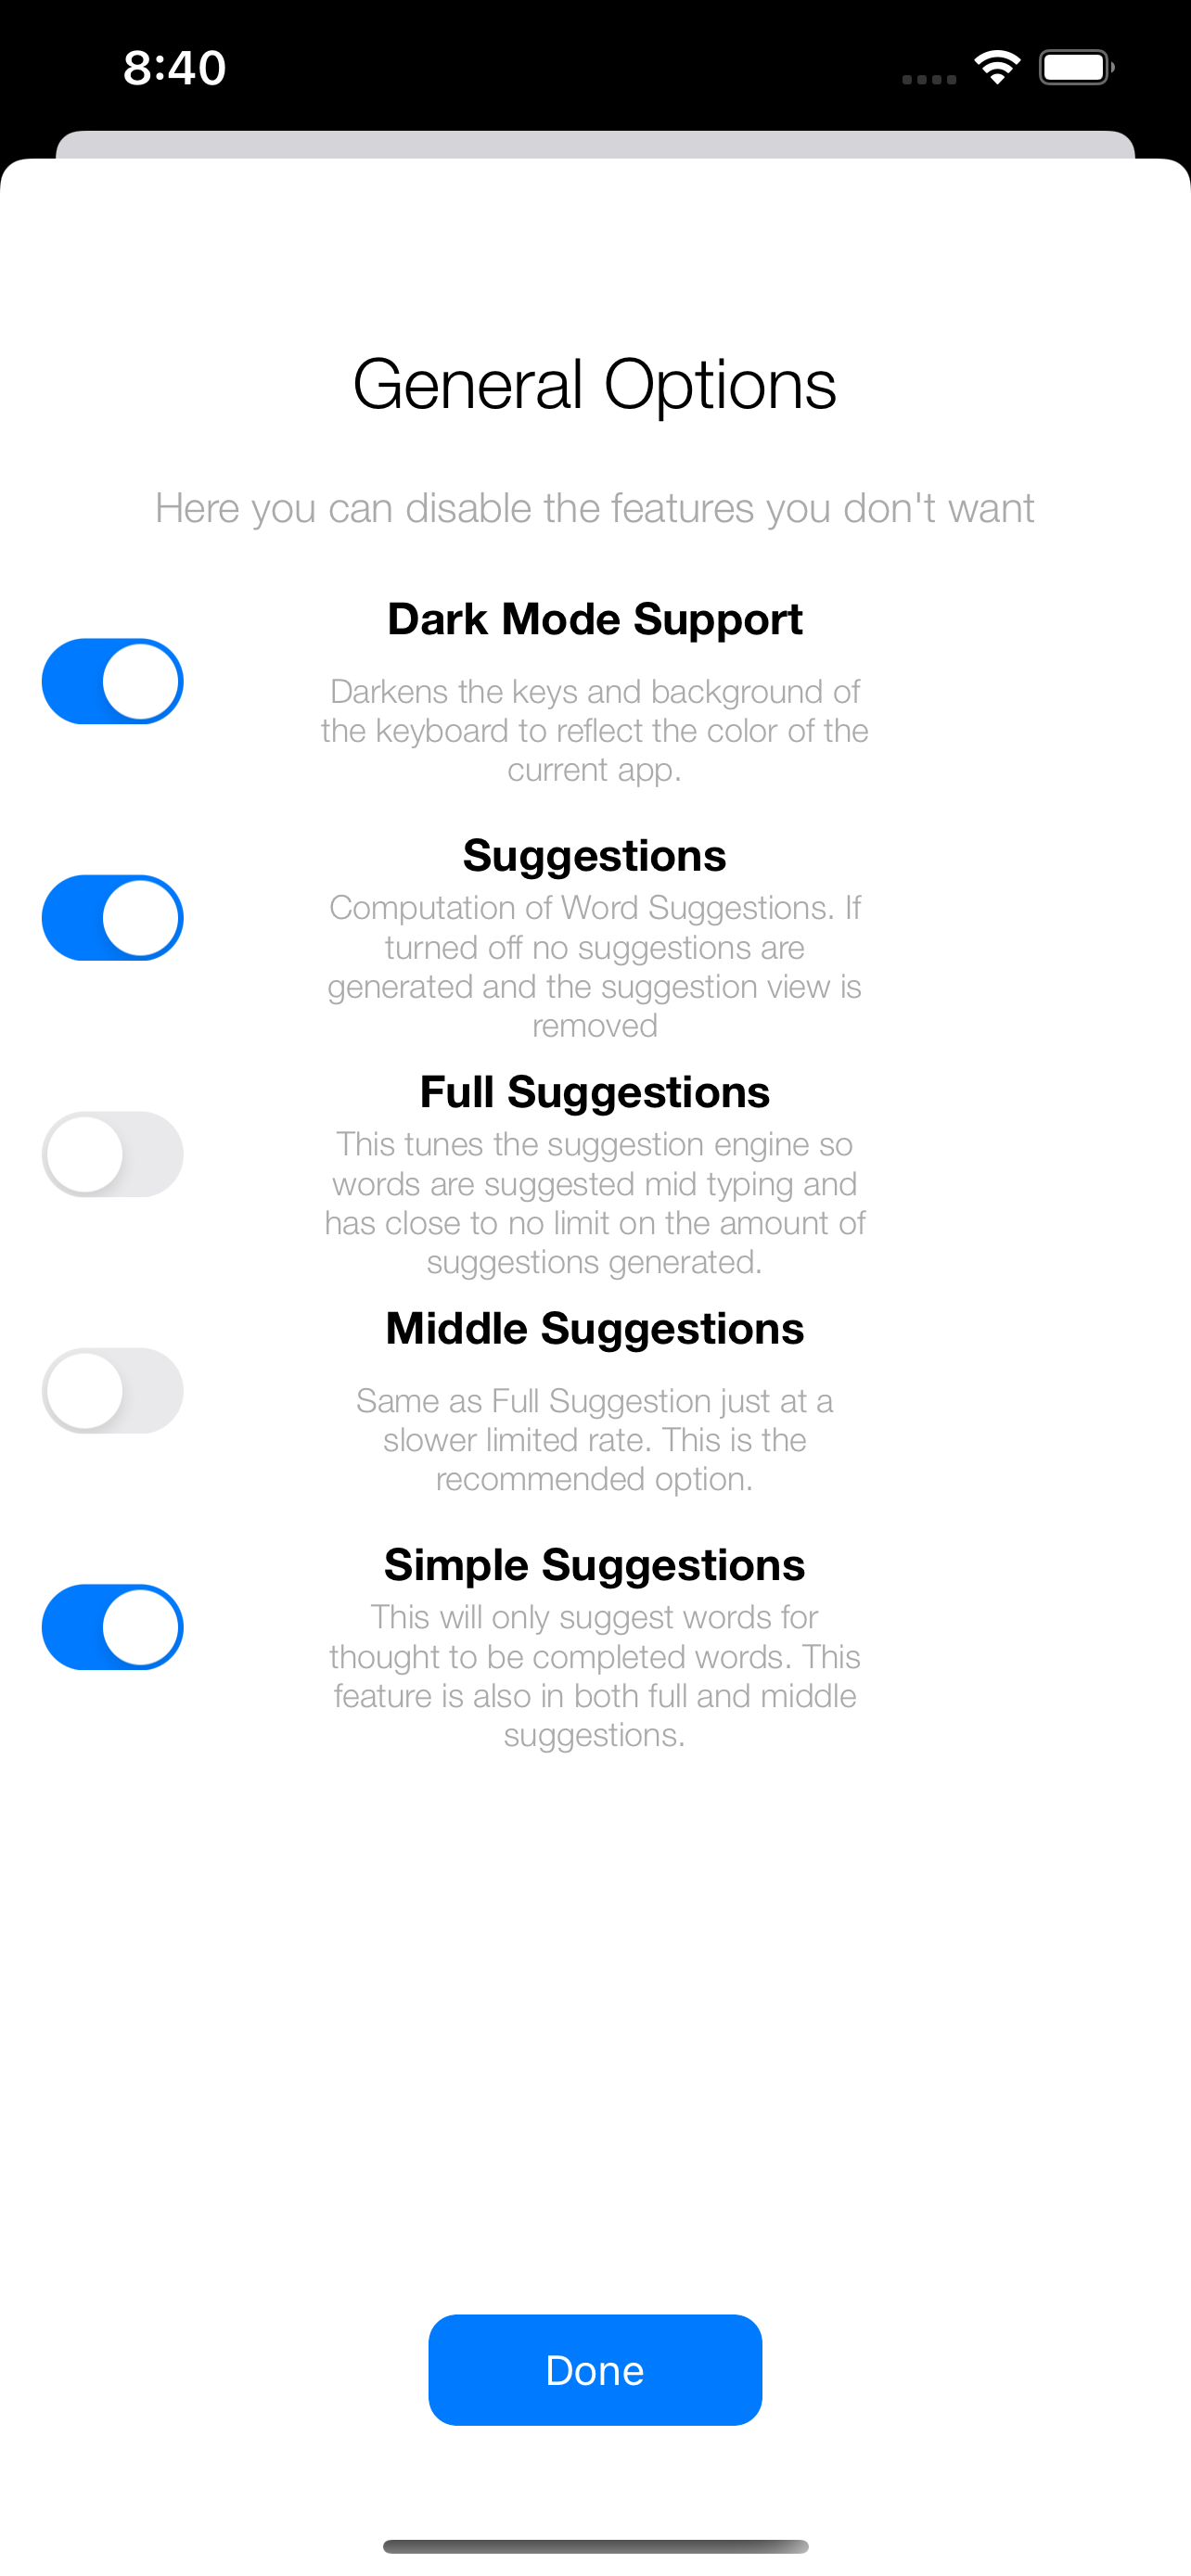 8:40
General Options
Here you can disable the features you don't want
Dark Mode Support
Darkens the keys and background of
the keyboard to reflect the color of the
current app.
Suggestions
Computation of Word Suggestions. If
turned off no suggestions are
generated and the suggestion view is
removed
Full Suggestions
This tunes the suggestion engine so
words are suggested mid typing and
has close to no limit on the amount of
suggestions generated.
Middle Suggestions
Same as Full Suggestion just at a
slower limited rate. This is the
recommended option.
Simple Suggestions
This will only suggest words for
thought to be completed words. This
feature is also in both full and middle
suggestions.
Done